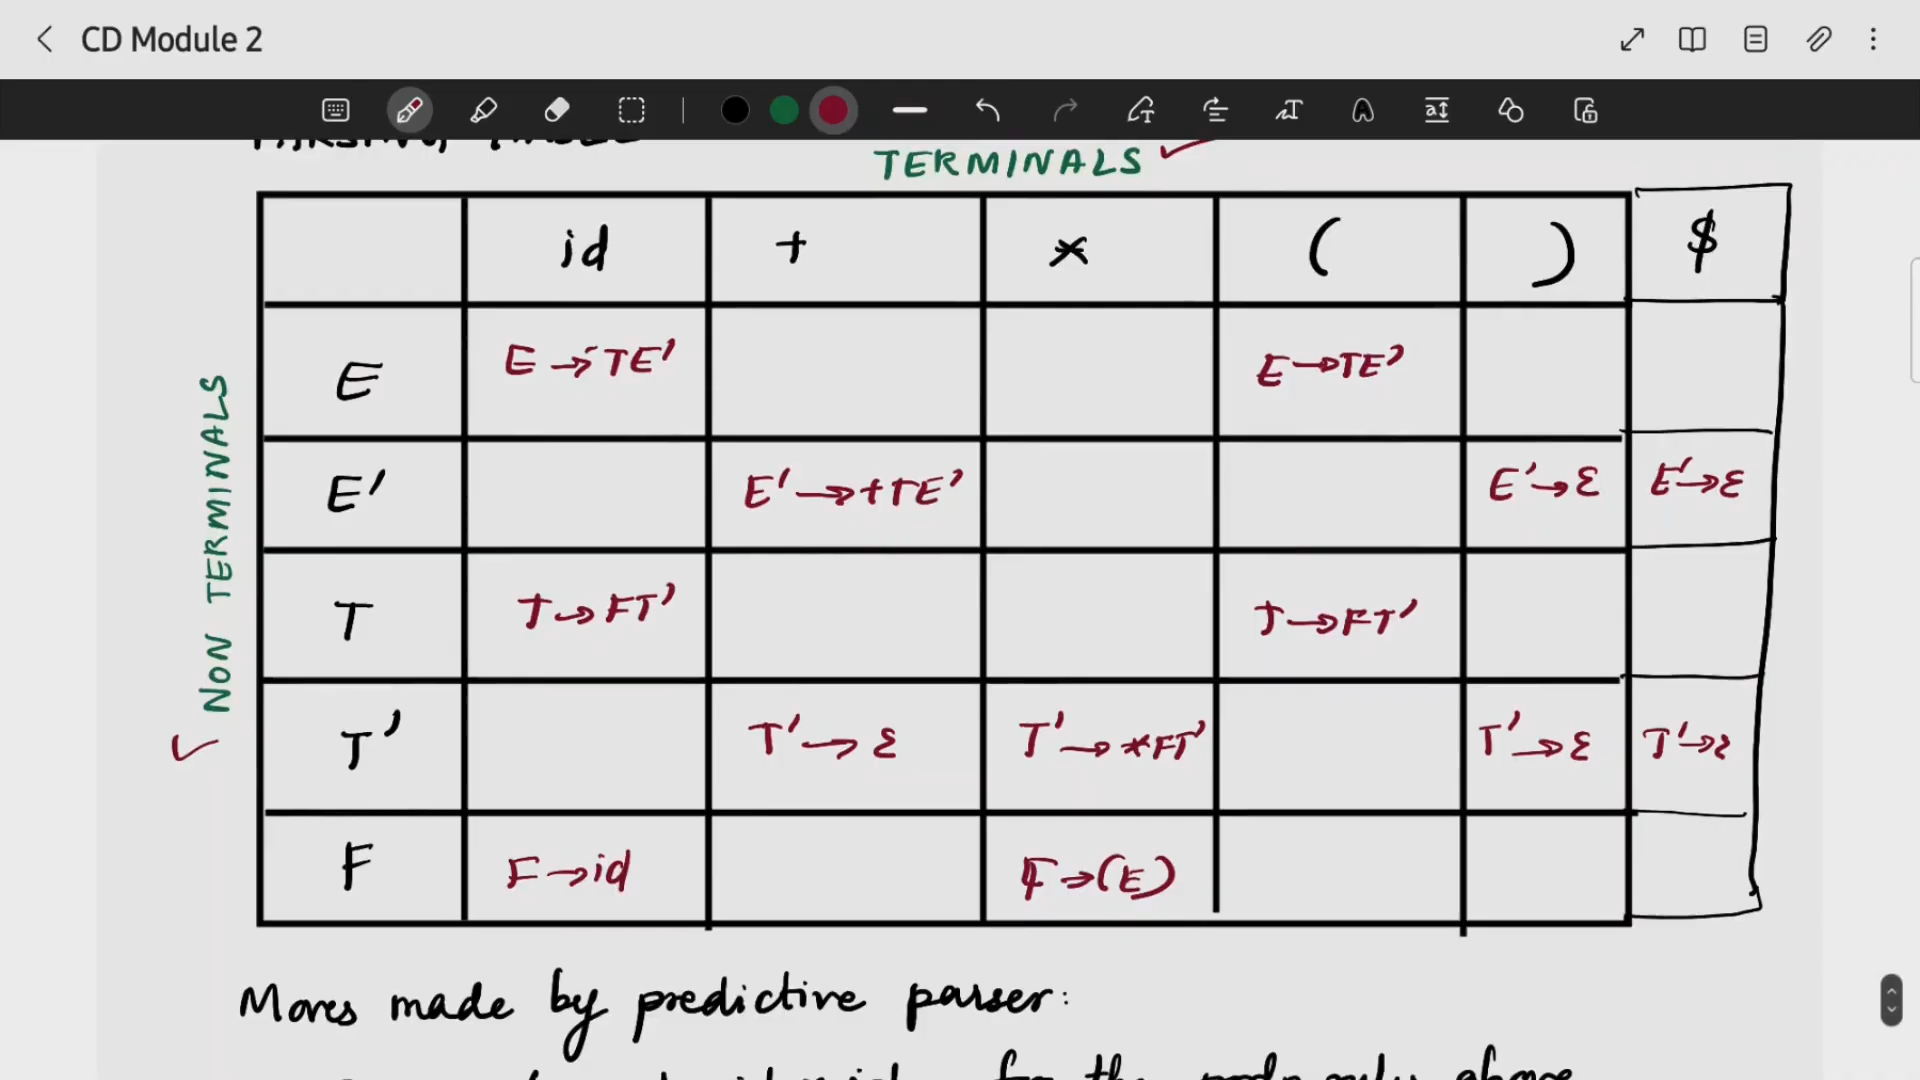 CD Module 2
TERMINALS
NON TERMINALS
id + * ( ) $
E E→TE' E→TE'
E' E'→+TE' E'→ε E'→ε
T T→FT' T→FT'
T' T'→ε T'→*FT' T'→ε T'→ε
F F→id F→(E)
Moves made by predictive parser: